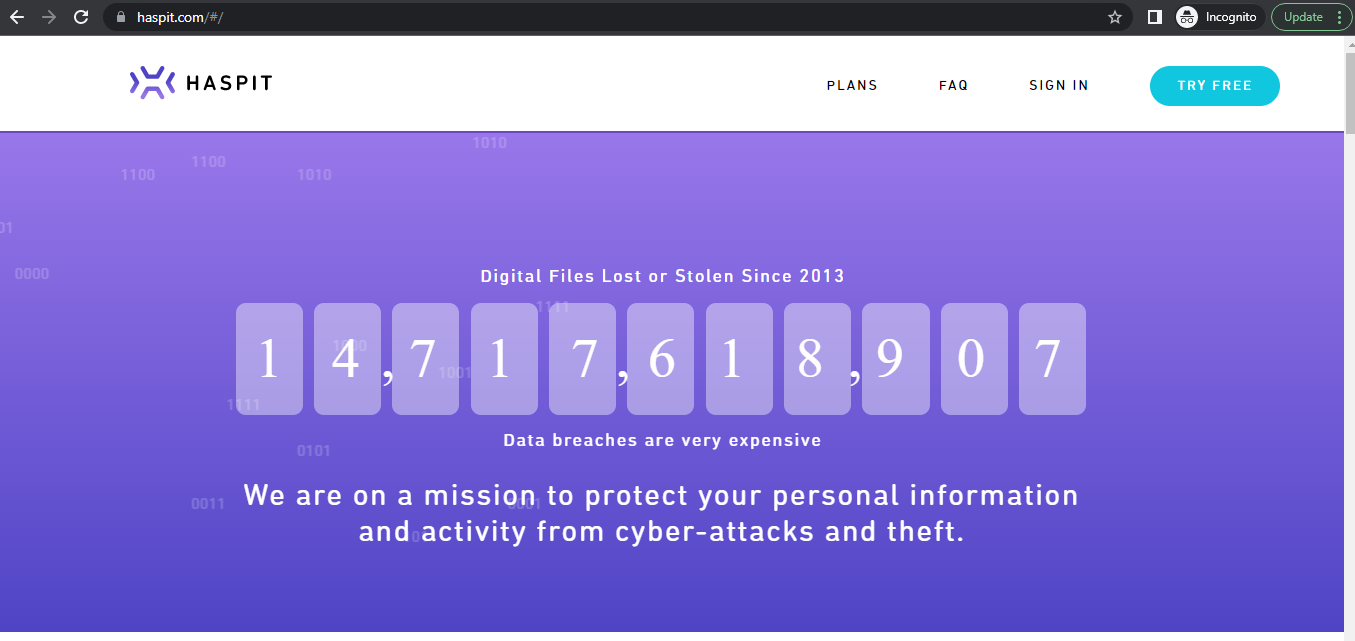 haspit.com/#/
Incognito
Update
HASPIT
PLANS
FAQ
SIGN IN
TRY FREE
1010
1100
1100
1010
01
0000
Digital Files Lost or Stolen Since 2013
1111
14,717,618,907
1001
1111
Data breaches are very expensive
0101
We are on a mission to protect your personal information
0011
and activity from cyber-attacks and theft.